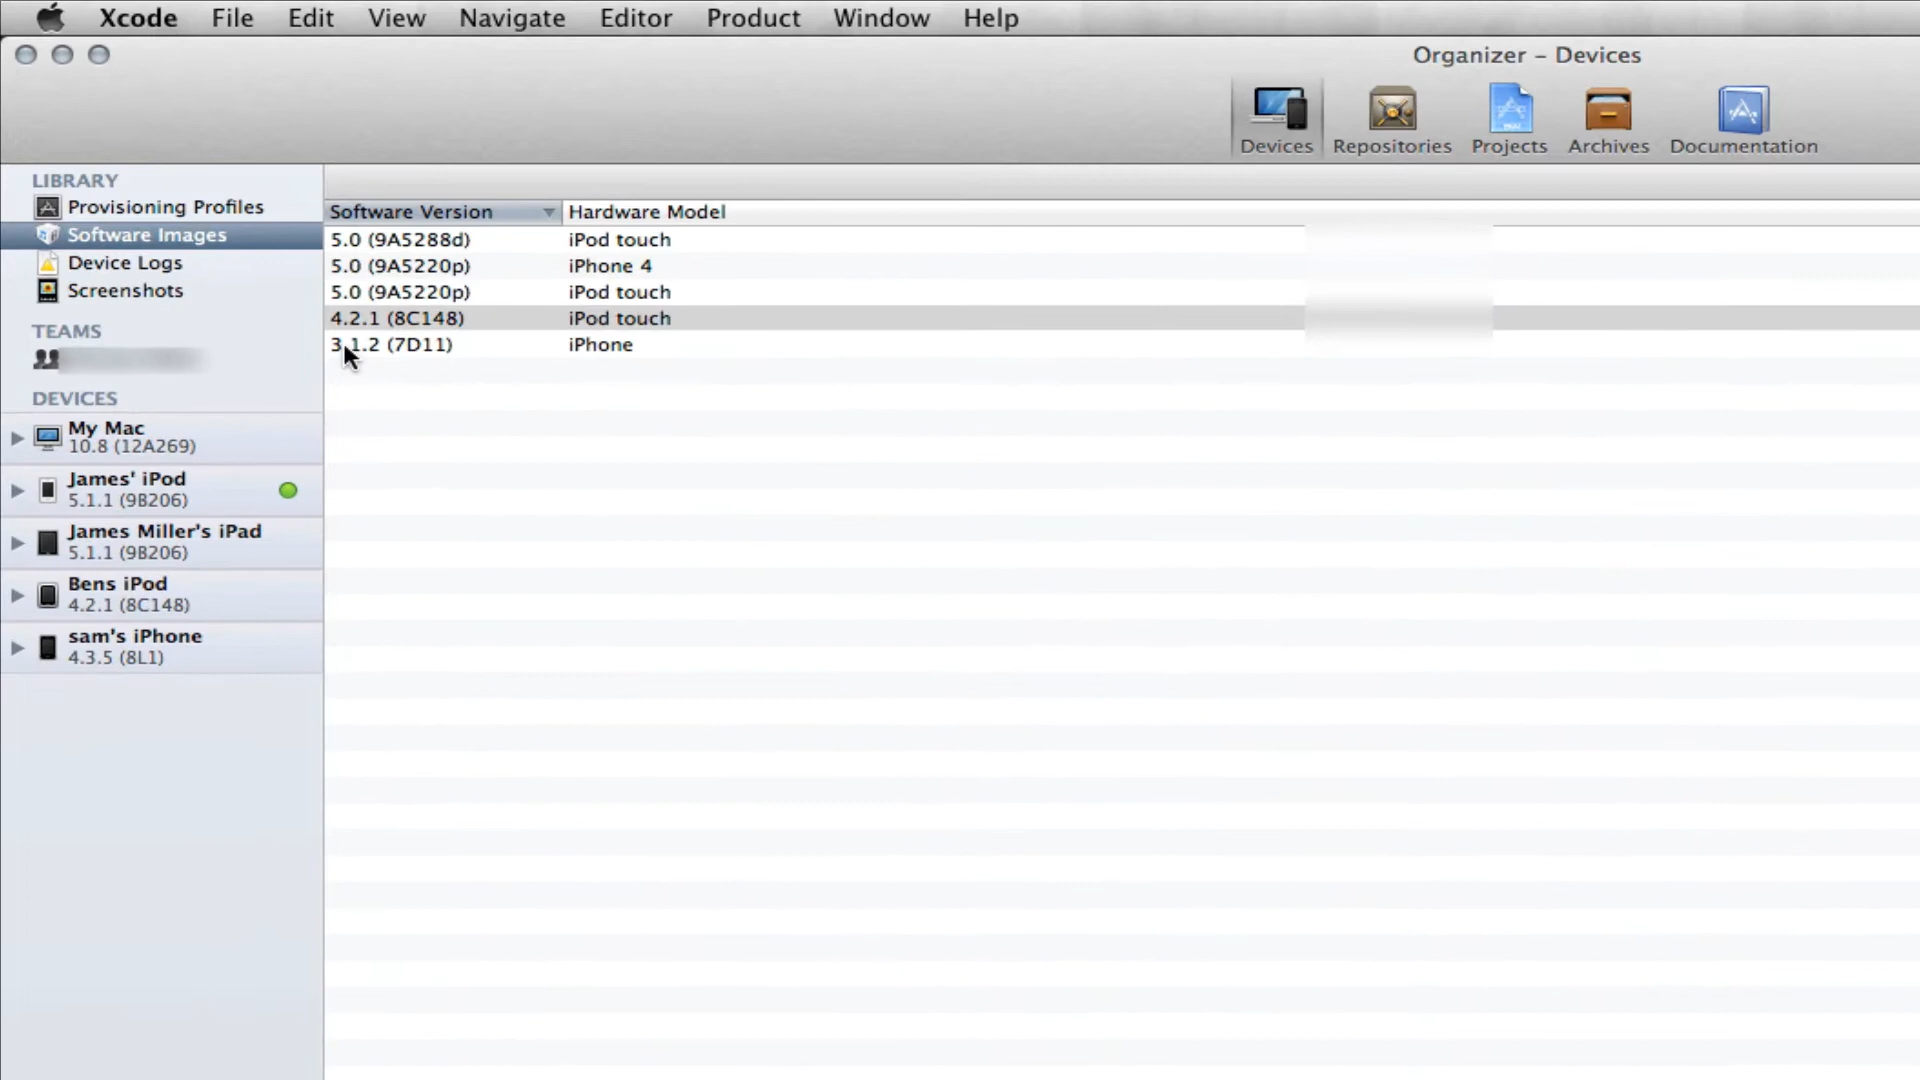 Xcode File Edit View Navigate Editor Product Window Help
Organizer – Devices
Devices Repositories Projects Archives Documentation
LIBRARY
Provisioning Profiles
Software Images
Device Logs
Screenshots
TEAMS
DEVICES
My Mac
10.8 (12A269)
James' iPod
5.1.1 (9B206)
James Miller's iPad
5.1.1 (9B206)
Bens iPod
4.2.1 (8C148)
sam's iPhone
4.3.5 (8L1)
Software Version Hardware Model
5.0 (9A5288d) iPod touch
5.0 (9A5220p) iPhone 4
5.0 (9A5220p) iPod touch
4.2.1 (8C148) iPod touch
3.1.2 (7D11) iPhone